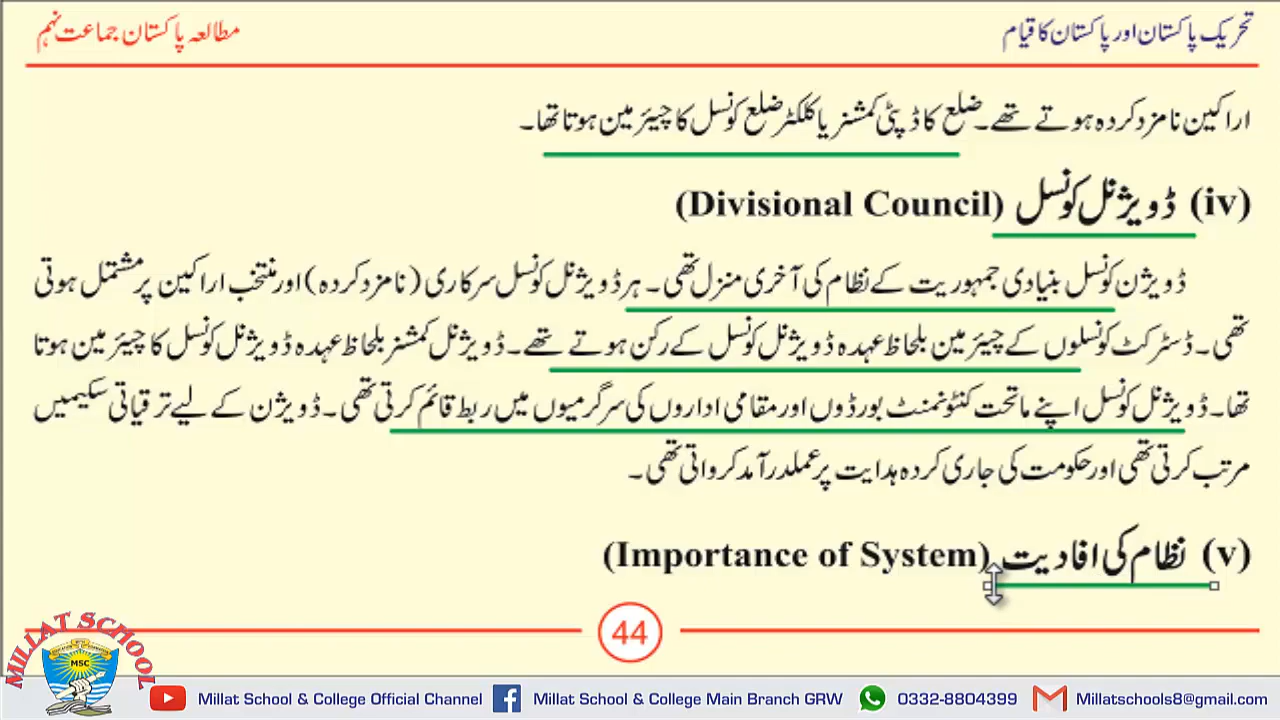 تحریک پاکستان اور پاکستان کا قیام
مطالعہ پاکستان جماعت نہم
اراکین نامزد کردہ ہوتے تھے۔ ضلع کا ڈپٹی کمشنر یا کلکٹر ضلع کونسل کا چیئر مین ہوتا تھا۔
(iv) ڈویژنل کونسل (Divisional Council)
ڈویژن کونسل بنیادی جمہوریت کے نظام کی آخری منزل تھی۔ ہر ڈویژنل کونسل سرکاری (نامزد کردہ) اور منتخب اراکین پر مشتمل ہوتی
تھی۔ ڈسٹرکٹ کونسلوں کے چیئر مین بلحاظ عہدہ ڈویژنل کونسل کے رکن ہوتے تھے۔ ڈویژنل کمشنر بلحاظ عہدہ ڈویژنل کونسل کا چیئر مین ہوتا
تھا۔ ڈویژنل کونسل اپنے ماتحت کنٹونمنٹ بورڈوں اور مقامی اداروں کی سرگرمیوں میں ربط قائم کرتی تھی۔ ڈویژن کے لیے ترقیاتی سکیمیں
مرتب کرتی تھی اور حکومت کی جاری کردہ ہدایت پر عملدرآمد کرواتی تھی۔
(v) نظام کی افادیت (Importance of System)
44
MILLAT SCHOOL
MSC
Millat School & College Official Channel
Millat School & College Main Branch GRW
0332-8804399
Millatschools8@gmail.com